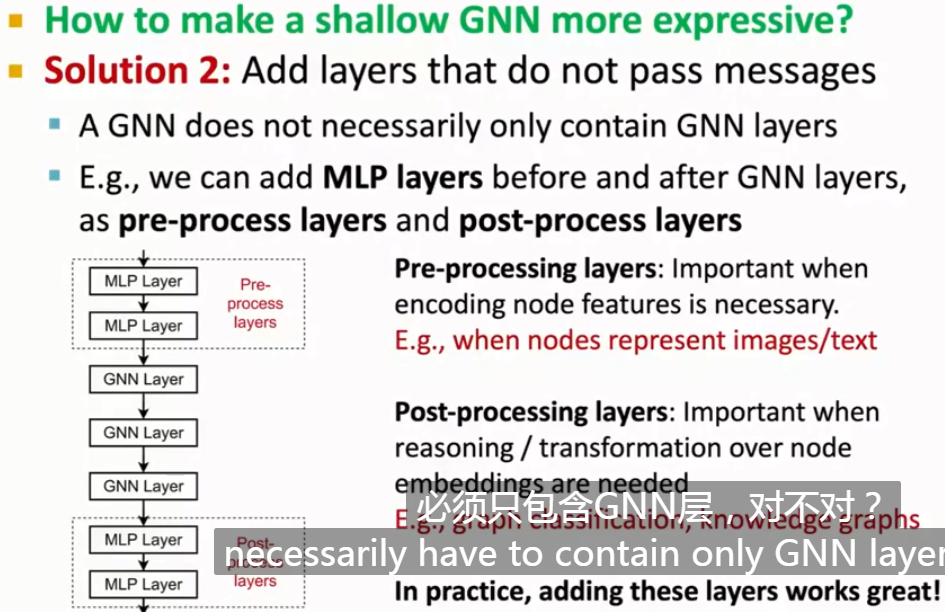 How to make a shallow GNN more expressive?
Solution 2: Add layers that do not pass messages
A GNN does not necessarily only contain GNN layers
E.g., we can add MLP layers before and after GNN layers,
as pre-process layers and post-process layers
MLP Layer
MLP Layer
Pre-
process
layers
GNN Layer
GNN Layer
GNN Layer
MLP Layer
MLP Layer
Post-
process
layers
Pre-processing layers: Important when
encoding node features is necessary.
E.g., when nodes represent images/text
Post-processing layers: Important when
reasoning / transformation over node
embeddings are needed
E.g., graph classification, knowledge graphs
必须只包含GNN层，对不对？
necessarily have to contain only GNN layer
In practice, adding these layers works great!